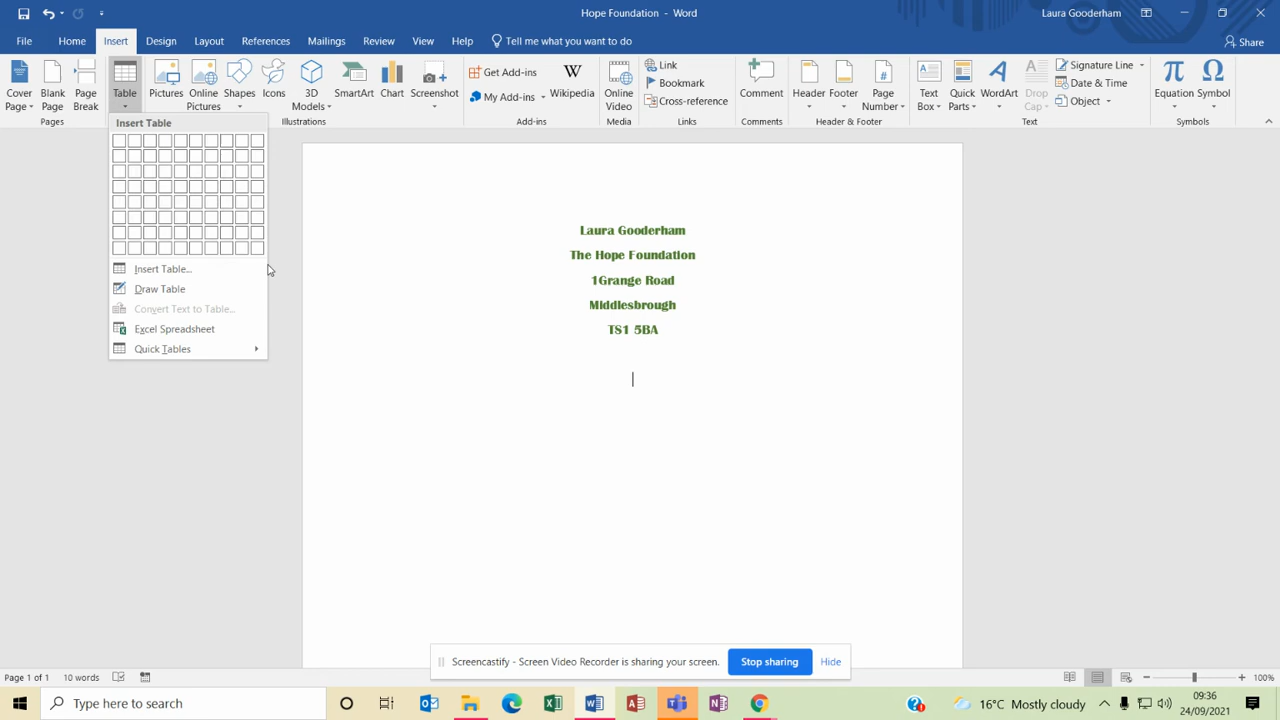 Hope Foundation - Word
Laura Gooderham
File Home Insert Design Layout References Mailings Review View Help Tell me what you want to do
Share
Cover Page
Blank Page
Page Break
Pages
Table
Pictures
Online Pictures
Shapes
Icons
3D Models
SmartArt
Chart
Screenshot
Illustrations
Get Add-ins
My Add-ins
Wikipedia
Add-ins
Online Video
Media
Link
Bookmark
Cross-reference
Links
Comment
Comments
Header
Footer
Page Number
Header & Footer
Text Box
Quick Parts
WordArt
Drop Cap
Signature Line
Date & Time
Object
Text
Equation
Symbol
Symbols
Insert Table
Insert Table...
Draw Table
Convert Text to Table...
Excel Spreadsheet
Quick Tables
Laura Gooderham
The Hope Foundation
1Grange Road
Middlesbrough
TS1 5BA
Screencastify - Screen Video Recorder is sharing your screen.
Stop sharing
Hide
Page 1 of 1 10 words
100%
Type here to search
16°C Mostly cloudy
09:36
24/09/2021